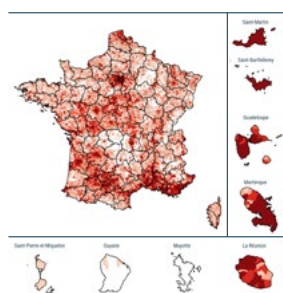 Saint-Martin
Saint-Barthélemy
Guadeloupe
Martinique
Saint-Pierre-et-Miquelon
Guyane
Mayotte
La Réunion